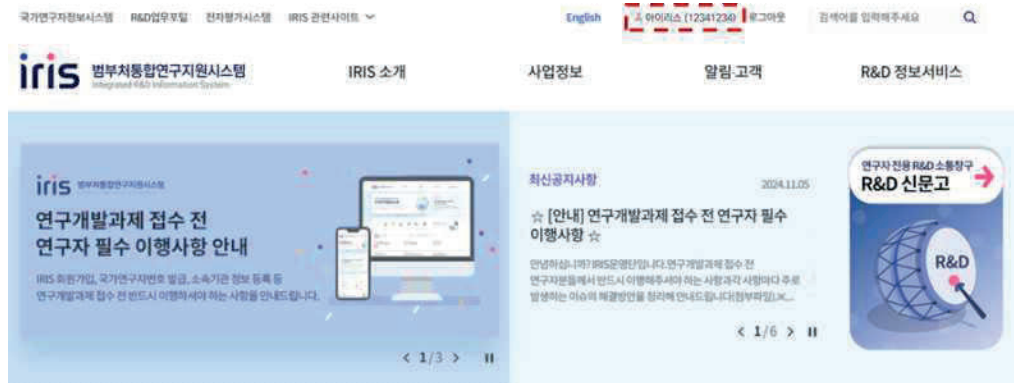 국가연구자정보시스템 R&D업무포털 전자평가시스템 IRIS 관련사이트
English 아이리스 (12341234) 로그아웃 검색어를 입력해주세요
iris 범부처통합연구지원시스템
Integrated R&D Information System
IRIS 소개 사업정보 알림·고객 R&D 정보서비스
iris 범부처통합연구지원시스템
연구개발과제 접수 전
연구자 필수 이행사항 안내
IRIS 회원가입, 국가연구자번호 발급, 소속기관 정보 등록 등
연구개발과제 접수 전 반드시 이행하셔야 하는 사항을 안내드립니다.
< 1/3 >
최신공지사항 2024.11.05
☆ [안내] 연구개발과제 접수 전 연구자 필수
이행사항 ☆
안녕하십니까? IRIS운영단입니다. 연구개발과제 접수 전
연구자분들께서 반드시 이행해주셔야 하는 사항과 각 사항마다 주로
발생하는 이슈의 해결방안을 정리해 안내드립니다(첨부파일).
< 1/6 >
연구자 전용 R&D 소통창구
R&D 신문고
R&D